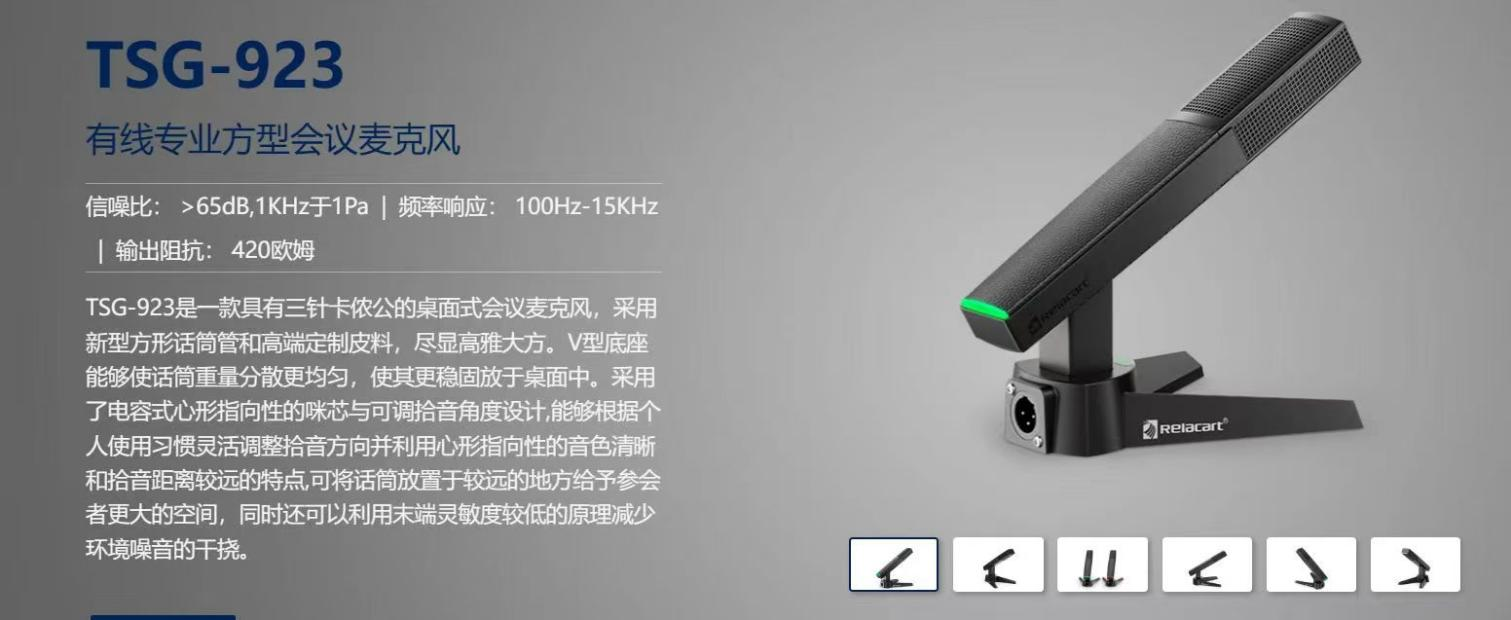 TSG-923
有线专业方型会议麦克风
信噪比： >65dB,1KHz于1Pa | 频率响应： 100Hz-15KHz
| 输出阻抗： 420欧姆
TSG-923是一款具有三针卡侬公的桌面式会议麦克风，采用
新型方形话筒管和高端定制皮料，尽显高雅大方。V型底座
能够使话筒重量分散更均匀，使其更稳固放于桌面中。采用
了电容式心形指向性的咪芯与可调拾音角度设计,能够根据个
人使用习惯灵活调整拾音方向并利用心形指向性的音色清晰
和拾音距离较远的特点,可将话筒放置于较远的地方给予参会
者更大的空间，同时还可以利用末端灵敏度较低的原理减少
环境噪音的干挠。
Relacart
Relacart®